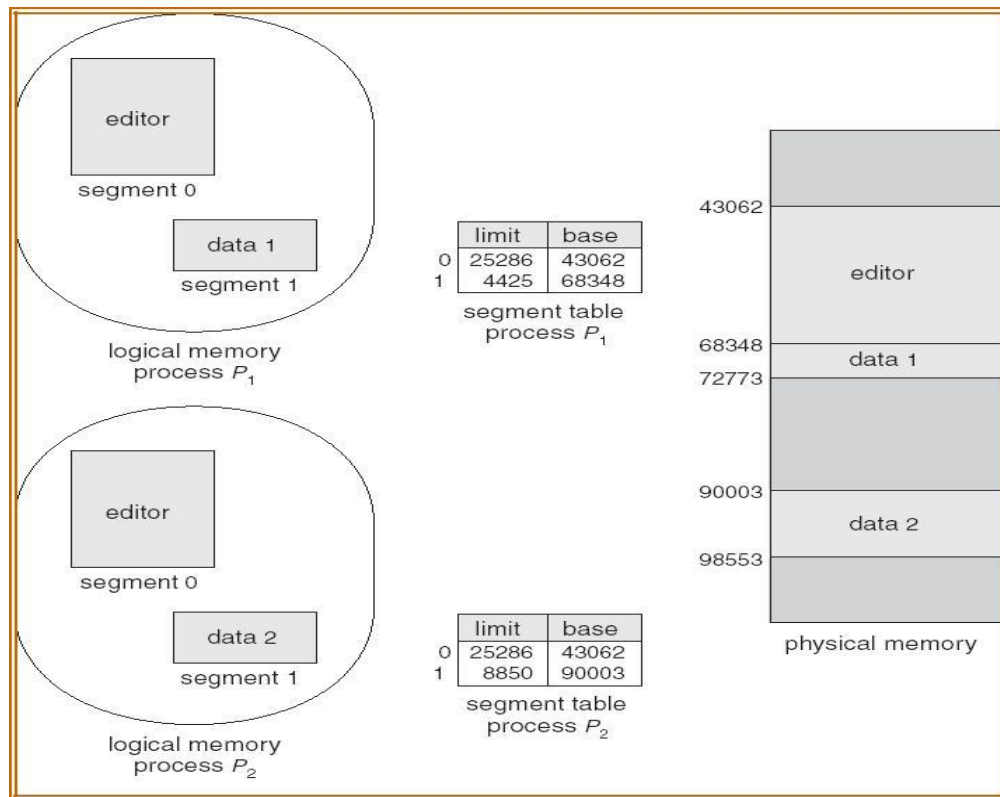 editor
segment 0
data 1
segment 1
logical memory
process P1
limit base
0 25286 43062
1 4425 68348
segment table
process P1
editor
segment 0
data 2
segment 1
logical memory
process P2
limit base
0 25286 43062
1 8850 90003
segment table
process P2
43062
editor
68348
data 1
72773
90003
data 2
98553
physical memory